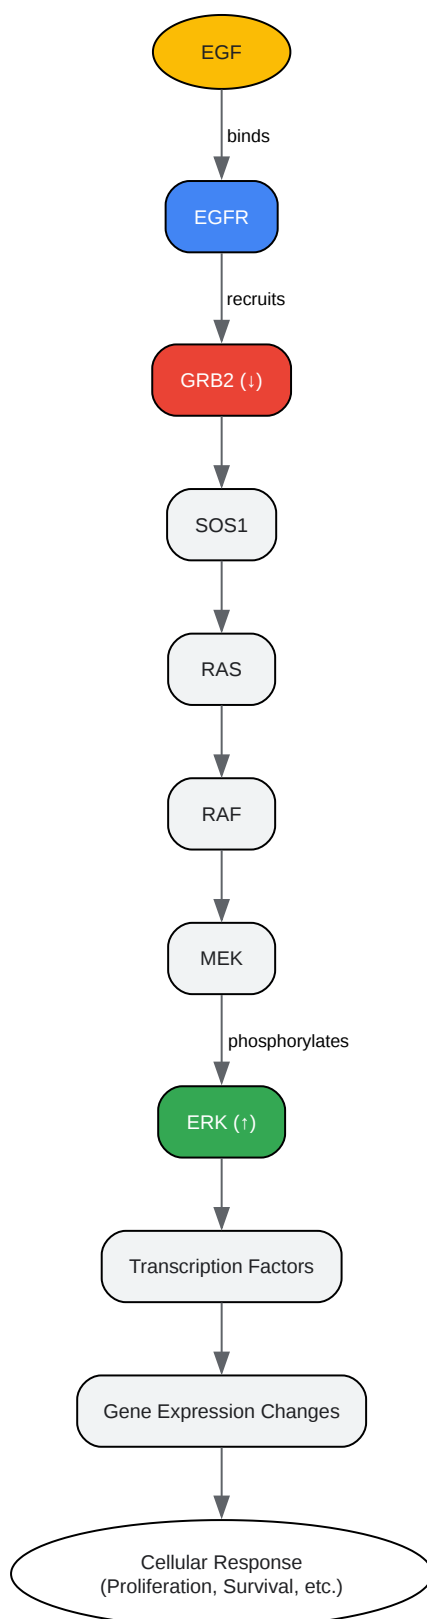 EGF
binds
EGFR
recruits
GRB2 (↓)
SOS1
RAS
RAF
MEK
phosphorylates
ERK (↑)
Transcription Factors
Gene Expression Changes
Cellular Response
(Proliferation, Survival, etc.)